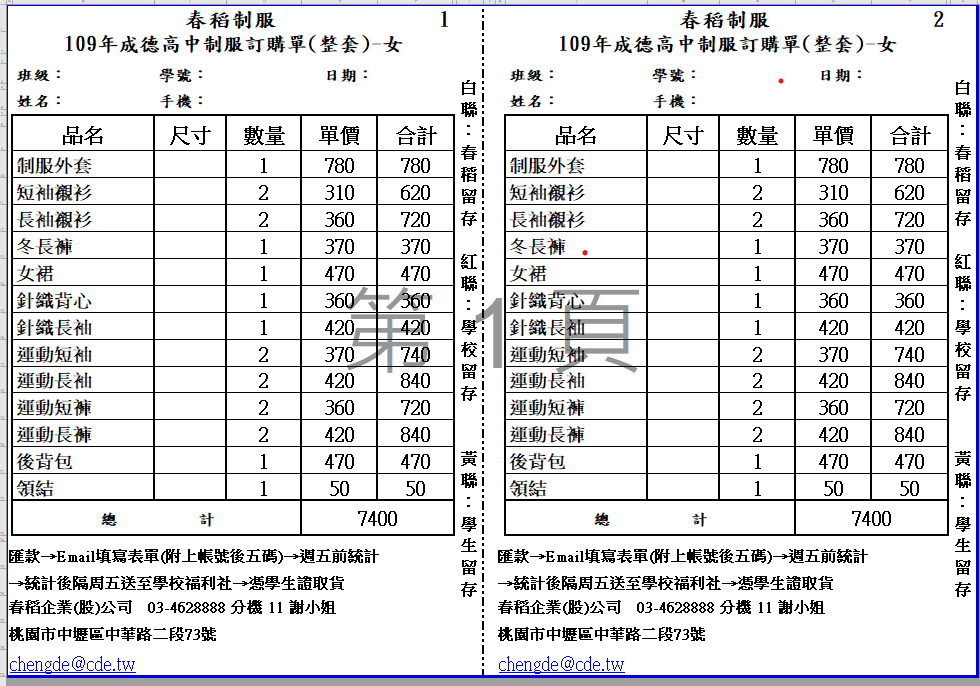 春稻制服 1
109年成德高中制服訂購單(整套)-女
班級： 學號： 日期：
姓名： 手機：
品名 尺寸 數量 單價 合計
制服外套 1 780 780
短袖襯衫 2 310 620
長袖襯衫 2 360 720
冬長褲 1 370 370
女裙 1 470 470
針織背心 1 360 360
針織長袖 1 420 420
運動短袖 2 370 740
運動長袖 2 420 840
運動短褲 2 360 720
運動長褲 2 420 840
後背包 1 470 470
領結 1 50 50
總 計 7400
匯款→Email填寫表單(附上帳號後五碼)→週五前統計
→統計後隔周五送至學校福利社→憑學生證取貨
春稻企業(股)公司 03-4628888 分機 11 謝小姐
桃園市中壢區中華路二段73號
chengde@cde.tw
白聯：春稻留存 紅聯：學校留存 黃聯：學生留存
第 1 頁
春稻制服 2
109年成德高中制服訂購單(整套)-女
班級： 學號： 日期：
姓名： 手機：
品名 尺寸 數量 單價 合計
制服外套 1 780 780
短袖襯衫 2 310 620
長袖襯衫 2 360 720
冬長褲 1 370 370
女裙 1 470 470
針織背心 1 360 360
針織長袖 1 420 420
運動短袖 2 370 740
運動長袖 2 420 840
運動短褲 2 360 720
運動長褲 2 420 840
後背包 1 470 470
領結 1 50 50
總 計 7400
匯款→Email填寫表單(附上帳號後五碼)→週五前統計
→統計後隔周五送至學校福利社→憑學生證取貨
春稻企業(股)公司 03-4628888 分機 11 謝小姐
桃園市中壢區中華路二段73號
chengde@cde.tw
白聯：春稻留存 紅聯：學校留存 黃聯：學生留存